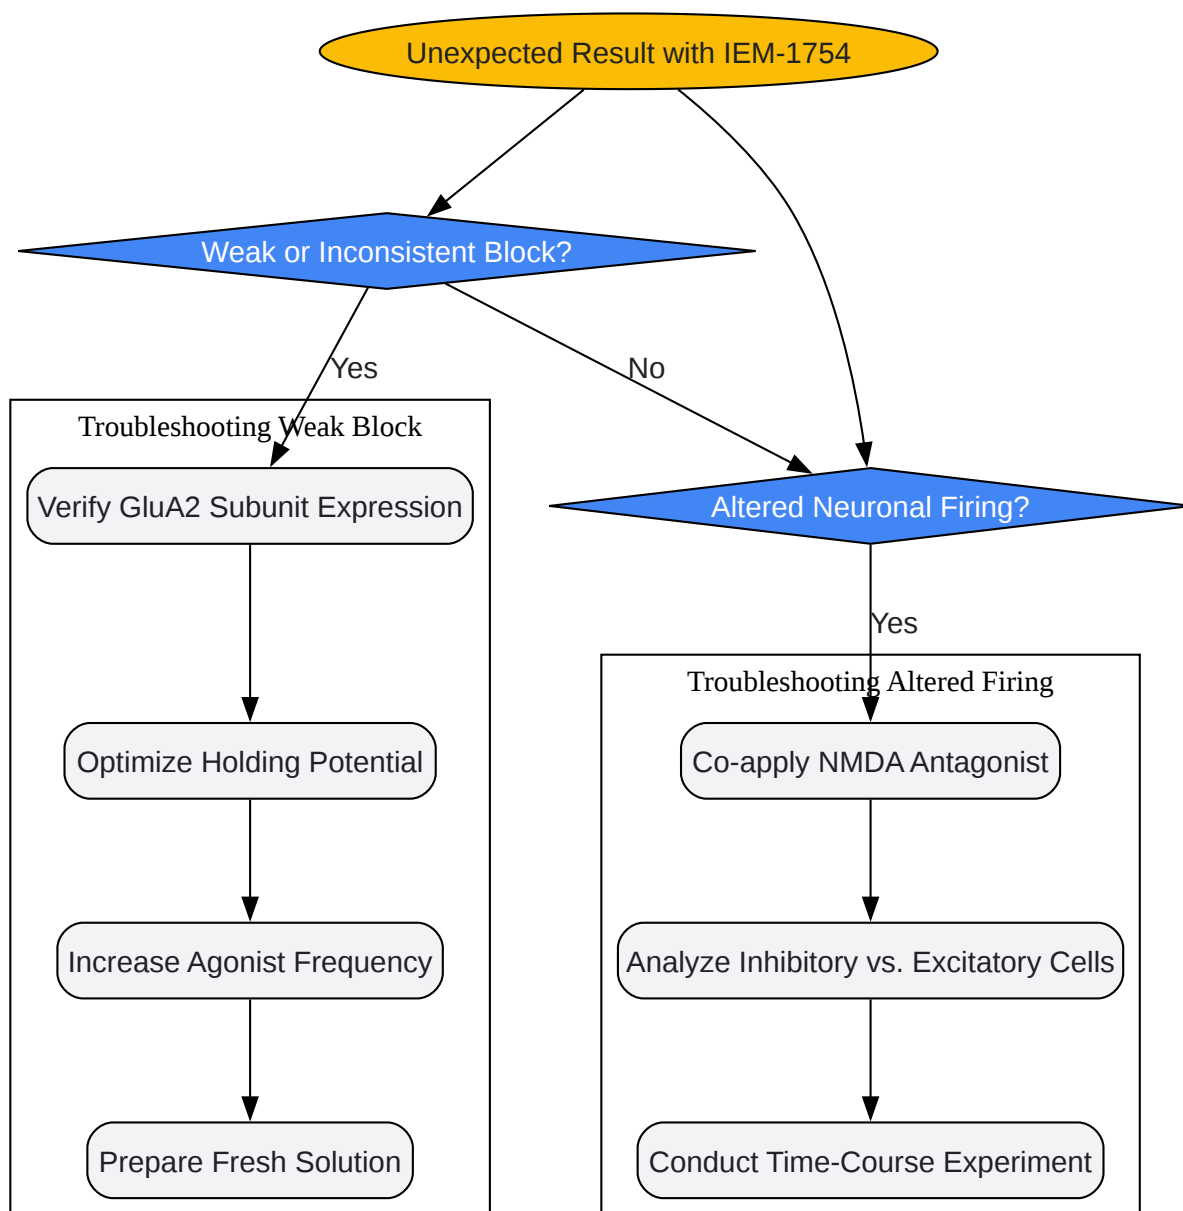 Unexpected Result with IEM-1754
Weak or Inconsistent Block?
Yes
No
Troubleshooting Weak Block
Verify GluA2 Subunit Expression
Altered Neuronal Firing?
Yes
Troubleshooting Altered Firing
Optimize Holding Potential
Co-apply NMDA Antagonist
Increase Agonist Frequency
Analyze Inhibitory vs. Excitatory Cells
Prepare Fresh Solution
Conduct Time-Course Experiment